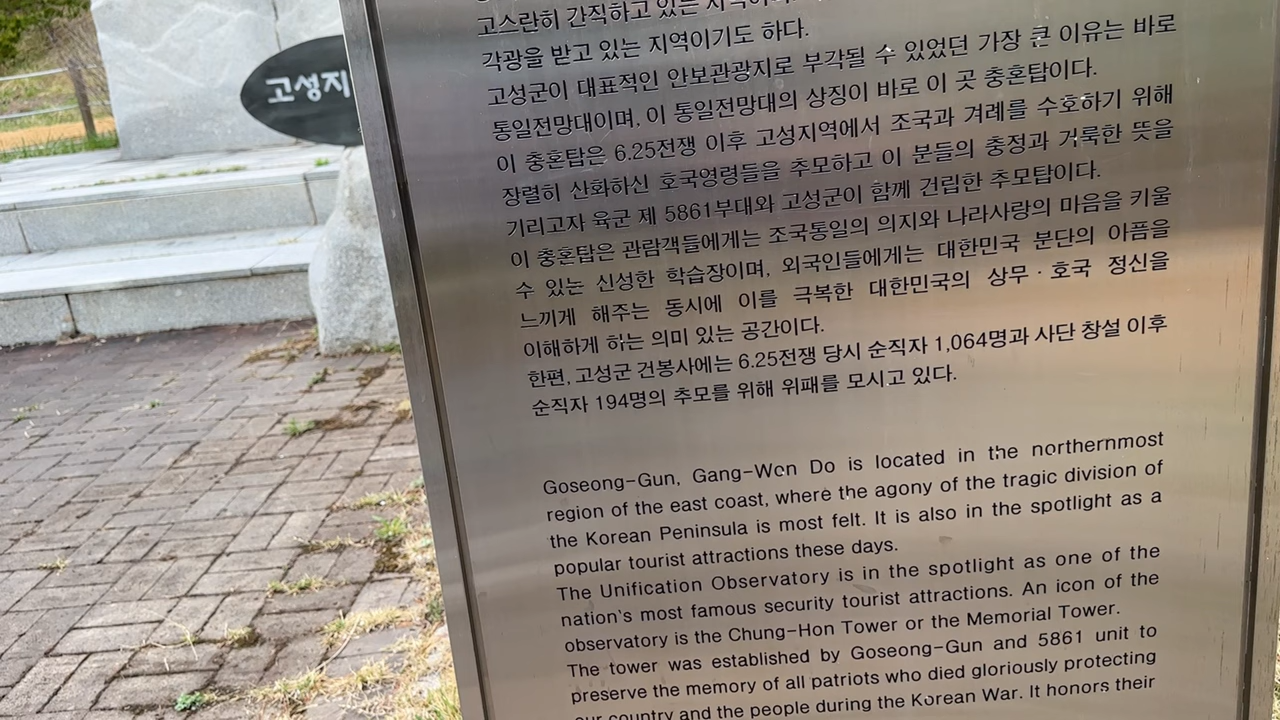 고성지
고스란히 간직하고 있는
각광을 받고 있는 지역이기도 하다.
고성군이 대표적인 안보관광지로 부각될 수 있었던 가장 큰 이유는 바로
통일전망대이며, 이 통일전망대의 상징이 바로 이 곳 충혼탑이다.
이 충혼탑은 6.25전쟁 이후 고성지역에서 조국과 겨레를 수호하기 위해
장렬히 산화하신 호국영령들을 추모하고 이 분들의 충정과 거룩한 뜻을
기리고자 육군 제 5861부대와 고성군이 함께 건립한 추모탑이다.
이 충혼탑은 관람객들에게는 조국통일의 의지와 나라사랑의 마음을 키울
수 있는 신성한 학습장이며, 외국인들에게는 대한민국 분단의 아픔을
느끼게 해주는 동시에 이를 극복한 대한민국의 상무·호국 정신을
이해하게 하는 의미 있는 공간이다.
한편, 고성군 건봉사에는 6.25전쟁 당시 순직자 1,064명과 사단 창설 이후
순직자 194명의 추모를 위해 위패를 모시고 있다.
Goseong-Gun, Gang-Won Do is located in the northernmost
region of the east coast, where the agony of the tragic division of
the Korean Peninsula is most felt. It is also in the spotlight as a
popular tourist attractions these days.
The Unification Observatory is in the spotlight as one of the
nation's most famous security tourist attractions. An icon of the
observatory is the Chung-Hon Tower or the Memorial Tower.
The tower was established by Goseong-Gun and 5861 unit to
preserve the memory of all patriots who died gloriously protecting
our country and the people during the Korean War. It honors their